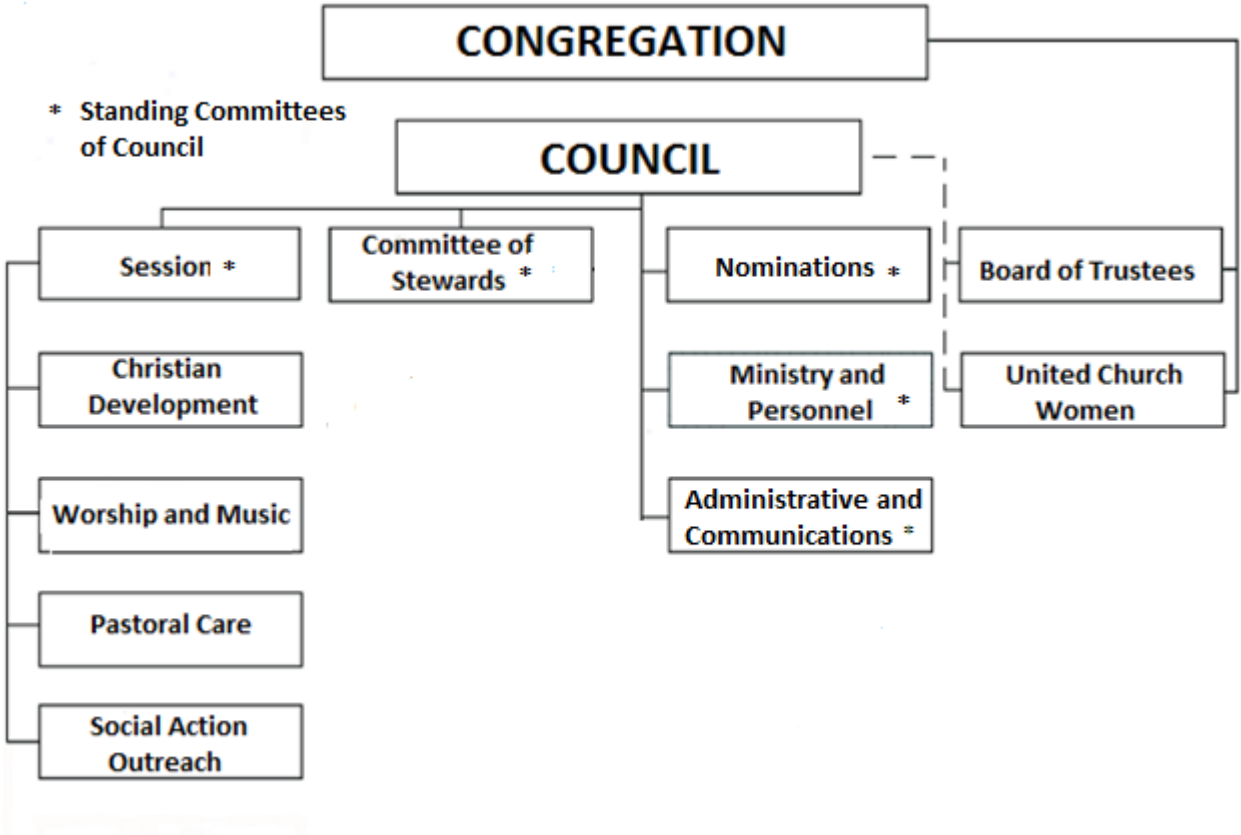 CONGREGATION
* Standing Committees
of Council
COUNCIL
Session *
Committee of
Stewards *
Nominations *
Board of Trustees
Christian
Development
Ministry and
Personnel *
United Church
Women
Worship and Music
Administrative and
Communications *
Pastoral Care
Social Action
Outreach